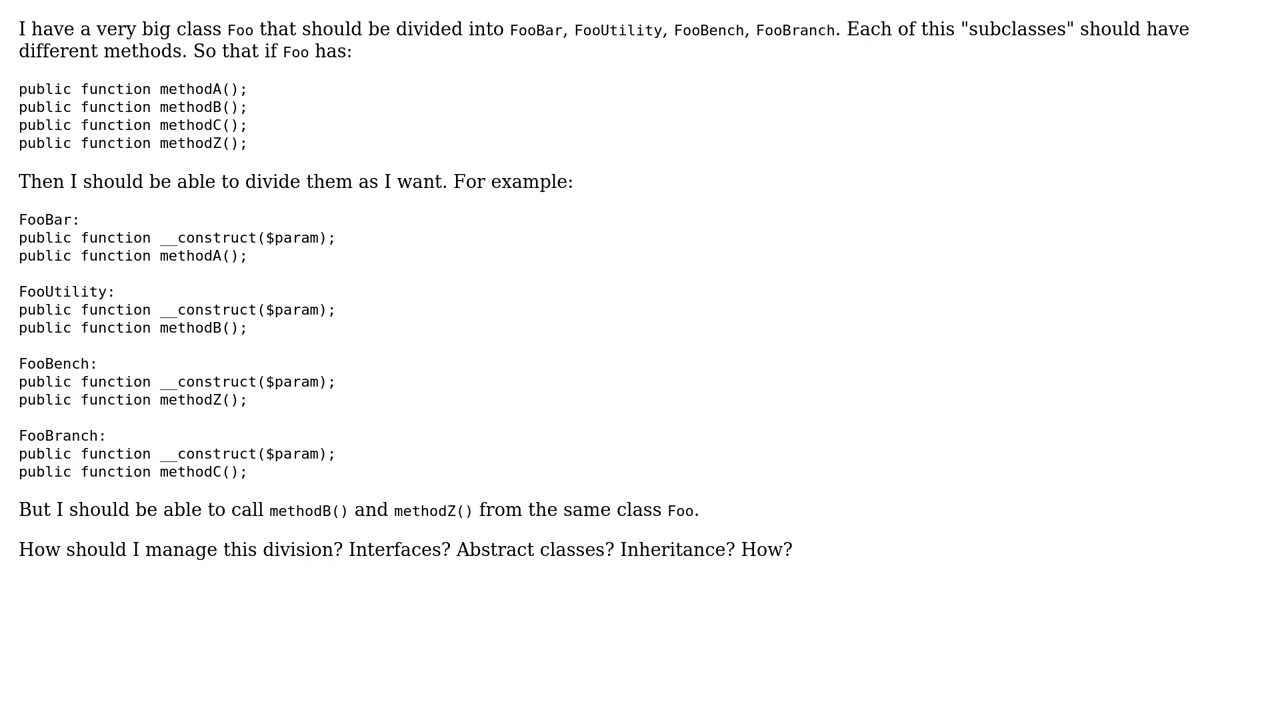 I have a very big class Foo that should be divided into FooBar, FooUtility, FooBench, FooBranch. Each of this "subclasses" should have
different methods. So that if Foo has:
public function methodA();
public function methodB();
public function methodC();
public function methodZ();
Then I should be able to divide them as I want. For example:
FooBar:
public function __construct($param);
public function methodA();
FooUtility:
public function __construct($param);
public function methodB();
FooBench:
public function __construct($param);
public function methodZ();
FooBranch:
public function __construct($param);
public function methodC();
But I should be able to call methodB() and methodZ() from the same class Foo.
How should I manage this division? Interfaces? Abstract classes? Inheritance? How?